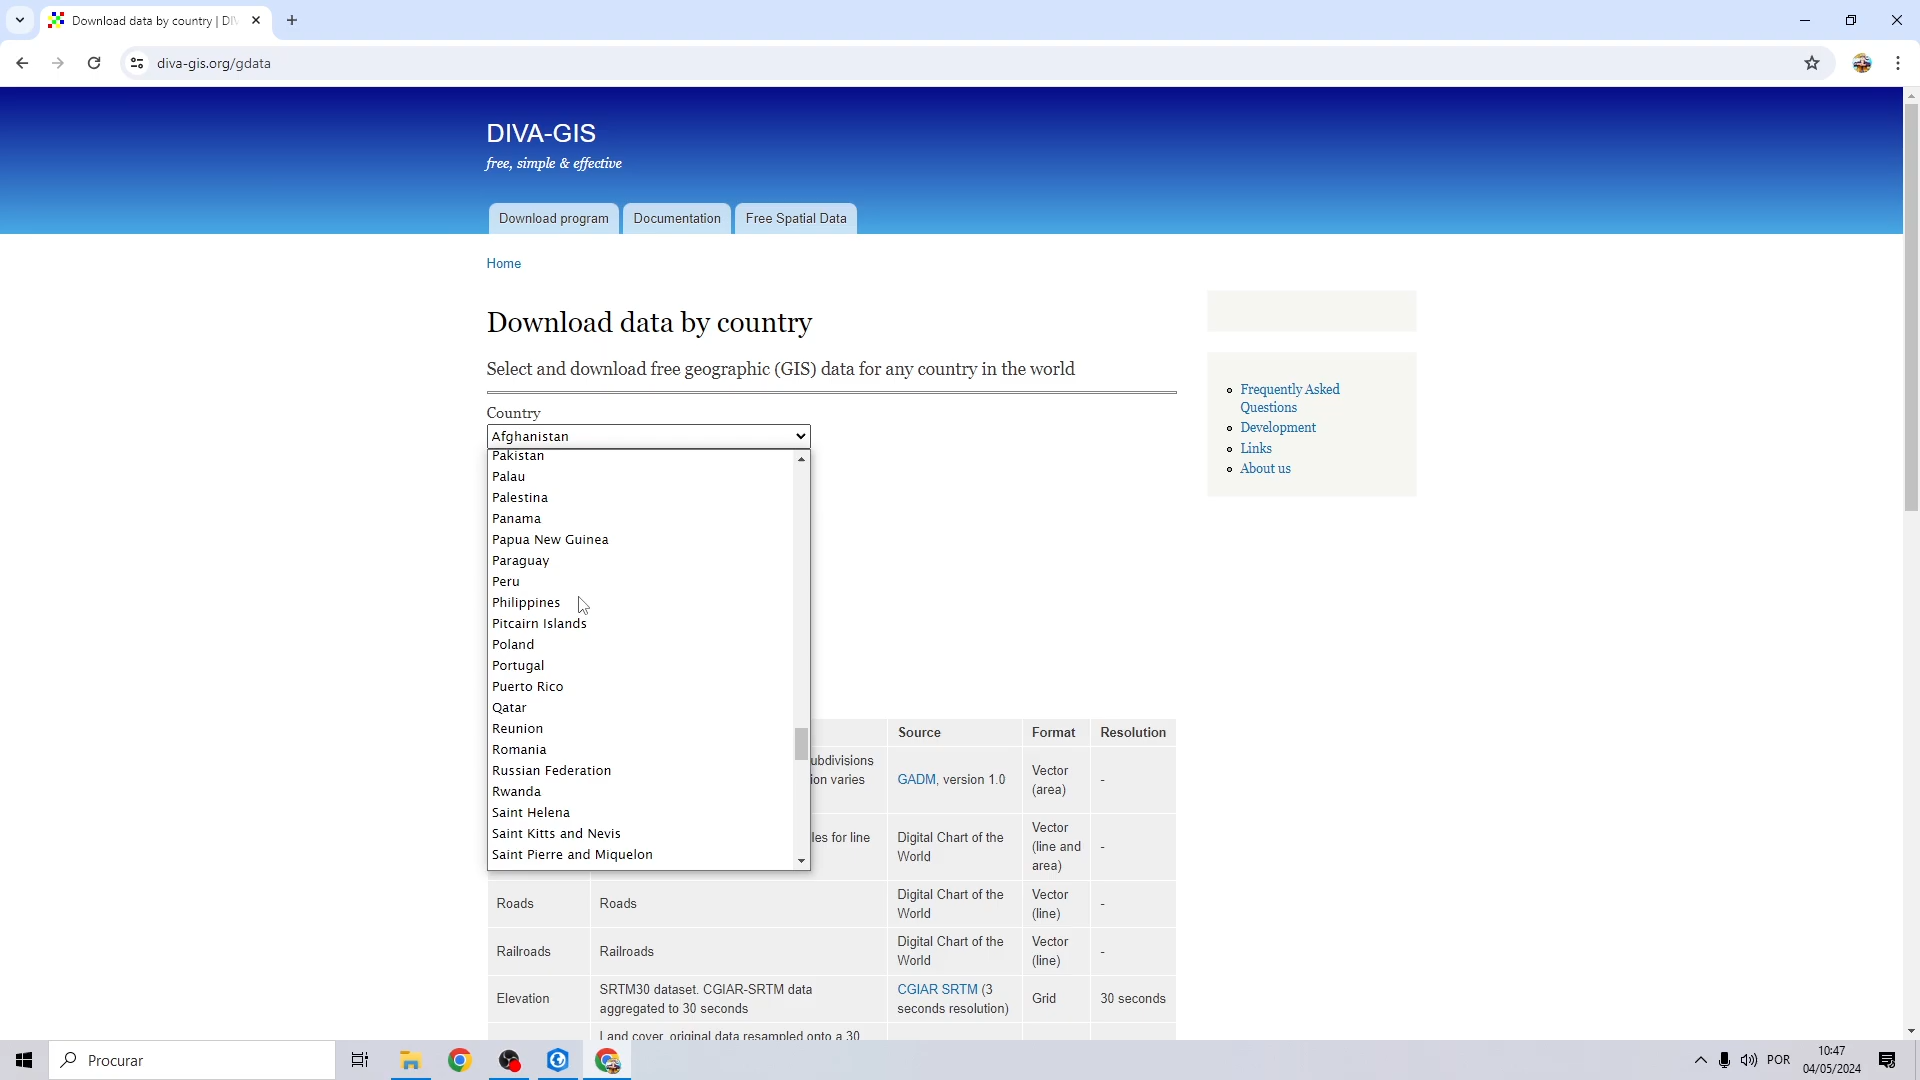 Download data by country | DI
diva-gis.org/gdata
DIVA-GIS
free, simple & effective
Download program
Documentation
Free Spatial Data
Home
Download data by country
Select and download free geographic (GIS) data for any country in the world
Country
Afghanistan
Pakistan
Palau
Palestina
Panama
Papua New Guinea
Paraguay
Peru
Philippines
Pitcairn Islands
Poland
Portugal
Puerto Rico
Qatar
Reunion
Romania
Russian Federation
Rwanda
Saint Helena
Saint Kitts and Nevis
Saint Pierre and Miquelon
Frequently Asked
Questions
Development
Links
About us
Source
Format
Resolution
ubdivisions
ion varies
GADM, version 1.0
Vector
(area)
-
les for line
Digital Chart of the
World
Vector
(line and
area)
-
Roads
Roads
Digital Chart of the
World
Vector
(line)
-
Railroads
Railroads
Digital Chart of the
World
Vector
(line)
-
Elevation
SRTM30 dataset. CGIAR-SRTM data
aggregated to 30 seconds
CGIAR SRTM (3
seconds resolution)
Grid
30 seconds
Land cover, original data resampled onto a 30
Procurar
POR
10:47
04/05/2024